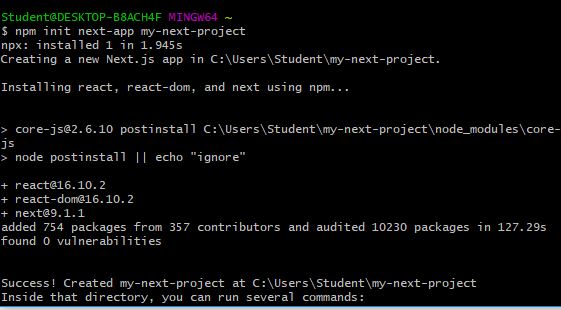 Student@DESKTOP-B8ACH4F MINGW64 ~
$ npm init next-app my-next-project
npx: installed 1 in 1.945s
Creating a new Next.js app in C:\Users\Student\my-next-project.
Installing react, react-dom, and next using npm...
> core-js@2.6.10 postinstall C:\Users\Student\my-next-project\node_modules\core-
js
> node postinstall || echo "ignore"
+ react@16.10.2
+ react-dom@16.10.2
+ next@9.1.1
added 754 packages from 357 contributors and audited 10230 packages in 127.29s
found 0 vulnerabilities
Success! Created my-next-project at C:\Users\Student\my-next-project
Inside that directory, you can run several commands: